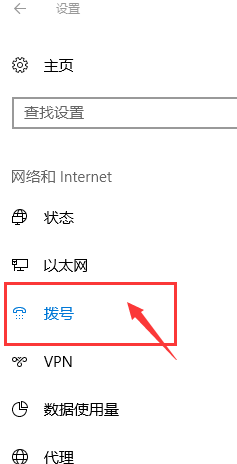 设置
主页
查找设置
网络和 Internet
状态
以太网
拨号
VPN
数据使用量
代理